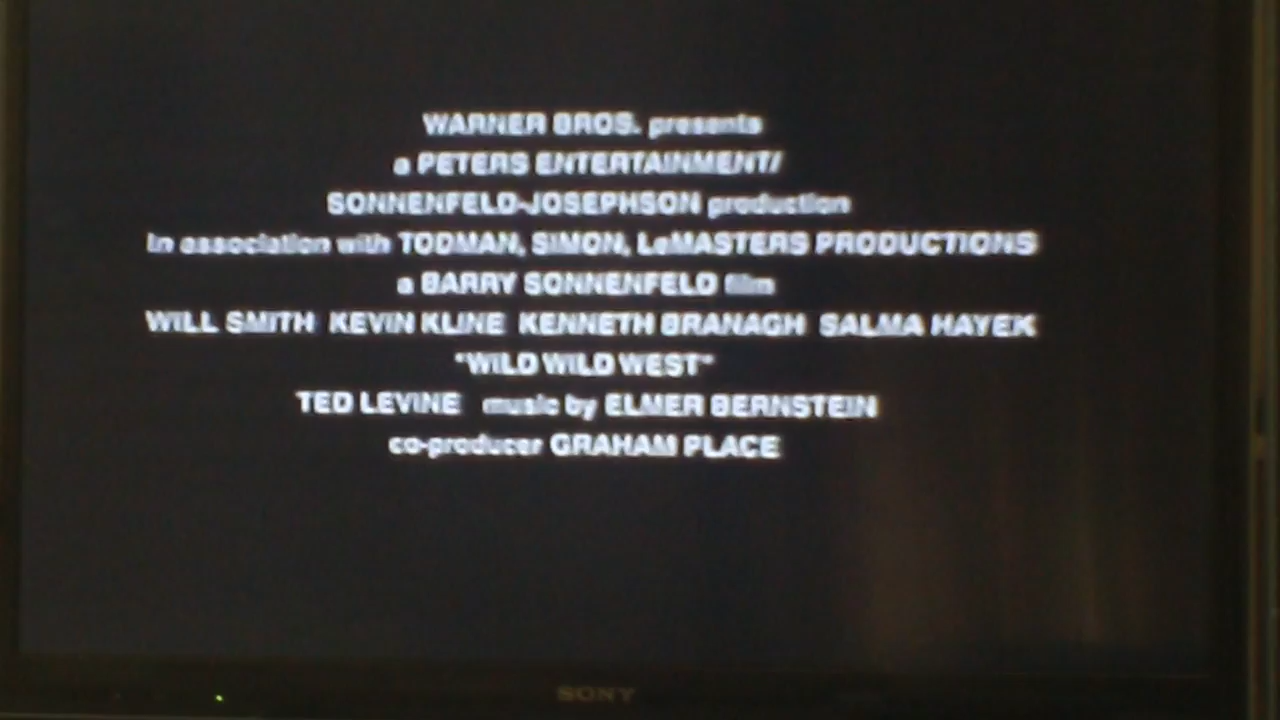 WARNER BROS. presents
a PETERS ENTERTAINMENT/
SONNENFELD-JOSEPHSON production
In association with TODMAN, SIMON, LeMASTERS PRODUCTIONS
a BARRY SONNENFELD film
WILL SMITH KEVIN KLINE KENNETH BRANAGH SALMA HAYEK
"WILD WILD WEST"
TED LEVINE music by ELMER BERNSTEIN
co-producer GRAHAM PLACE
SONY